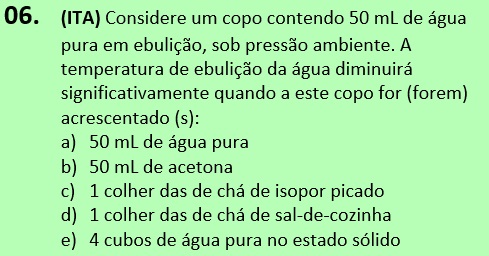 06. (ITA) Considere um copo contendo 50 mL de água
pura em ebulição, sob pressão ambiente. A
temperatura de ebulição da água diminuirá
significativamente quando a este copo for (forem)
acrescentado (s):
a) 50 mL de água pura
b) 50 mL de acetona
c) 1 colher das de chá de isopor picado
d) 1 colher das de chá de sal-de-cozinha
e) 4 cubos de água pura no estado sólido